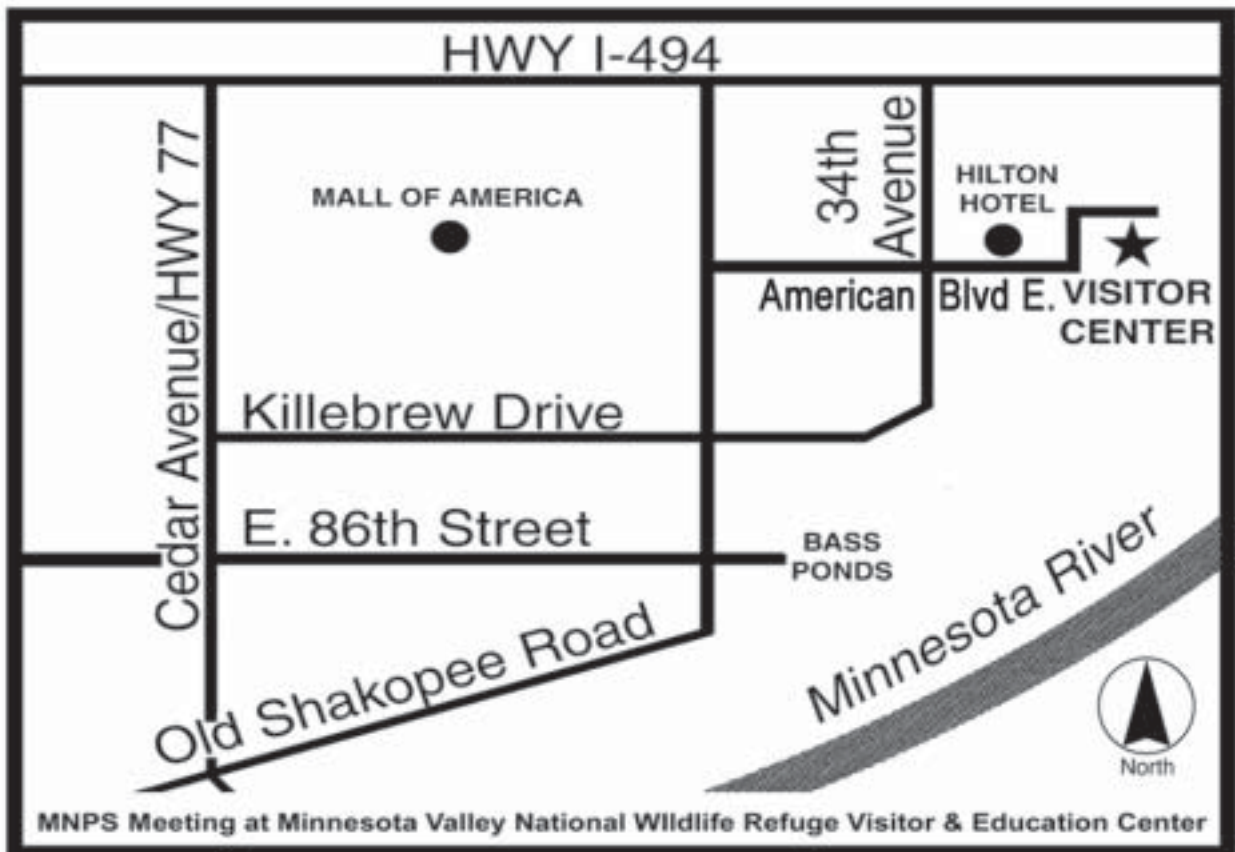 HWY I-494
Cedar Avenue/HWY 77
MALL OF AMERICA
34th
Avenue
HILTON
HOTEL
American Blvd E.
VISITOR
CENTER
Killebrew Drive
E. 86th Street
BASS
PONDS
Old Shakopee Road
Minnesota River
North
MNPS Meeting at Minnesota Valley National WIldlife Refuge Visitor & Education Center